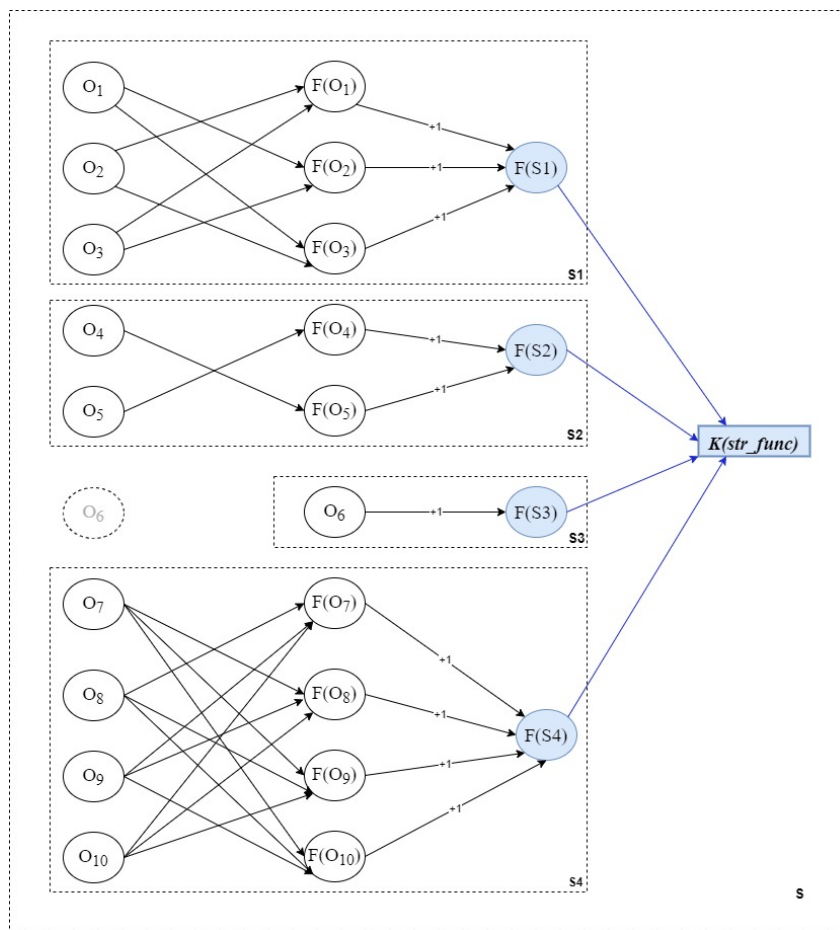 O₁ F(O₁)
+1
O₂ F(O₂) +1 F(S1)
+1
O₃ F(O₃)
S1
O₄ F(O₄) +1
F(S2)
+1
O₅ F(O₅)
S2
K(str_func)
O₆ O₆ +1 F(S3)
S3
O₇ F(O₇)
+1
O₈ F(O₈) +1
F(S4)
+1
O₉ F(O₉)
+1
O₁₀ F(O₁₀)
S4
S